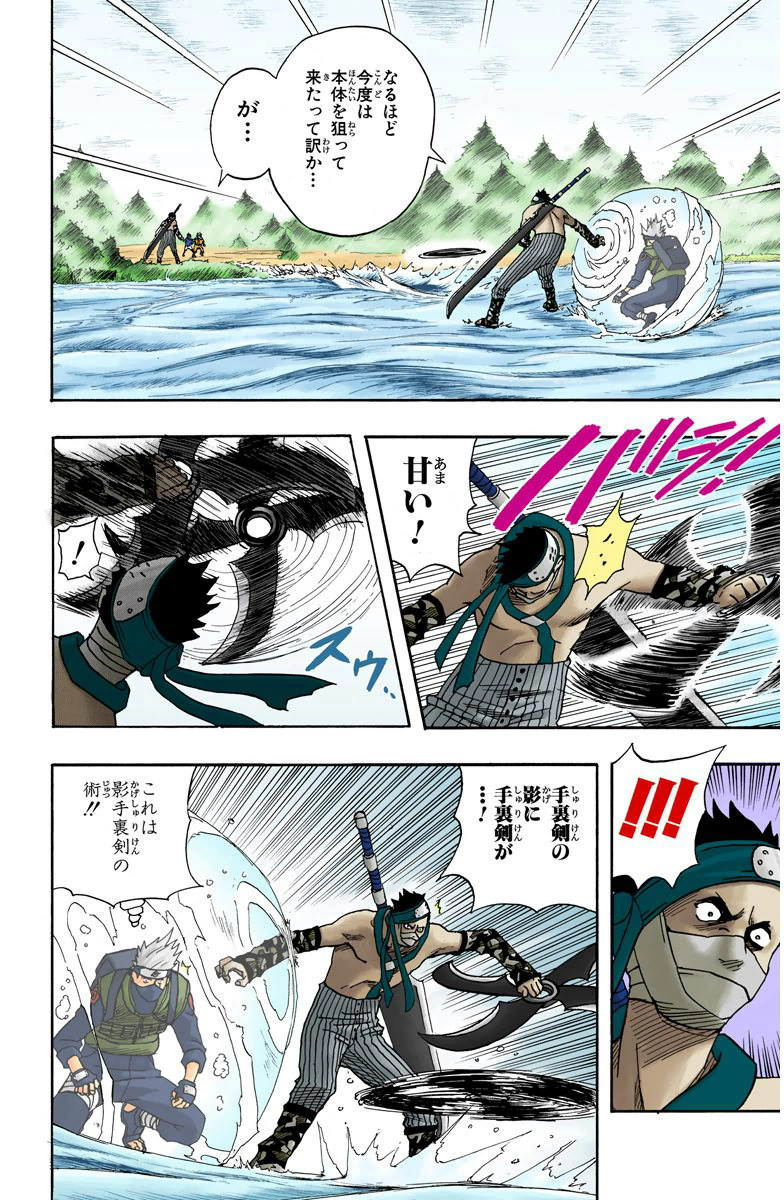 なるほど
今度は
本体を狙って
来たって訳か…
が…
甘い!
バシッ!!
!
スウ、、
!!!
手裏剣の
影に
手裏剣が
…!
これは
影手裏剣の
術!!